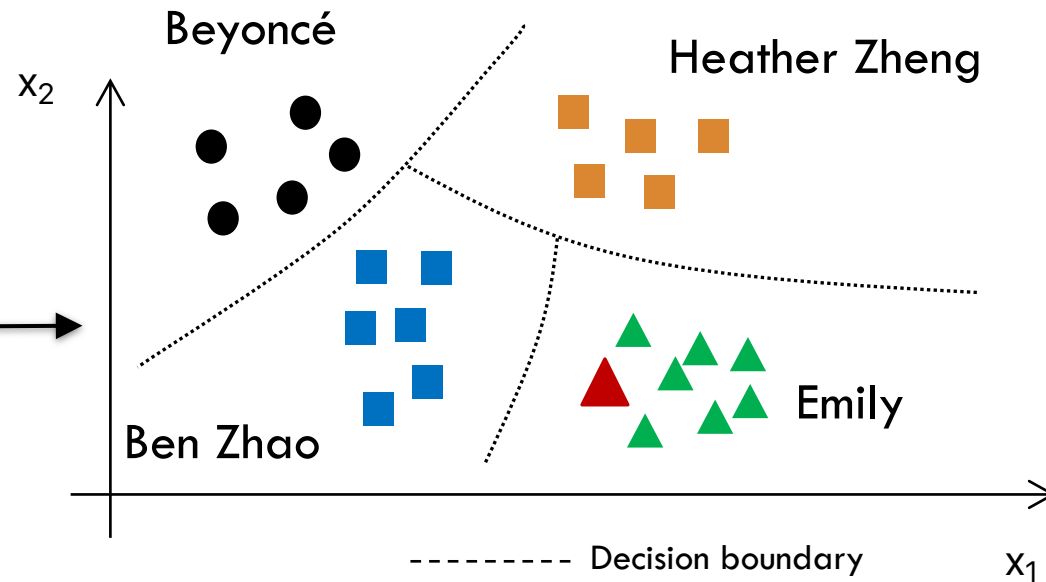 Beyoncé
Heather Zheng
x2
Emily
Ben Zhao
Decision boundary
x1